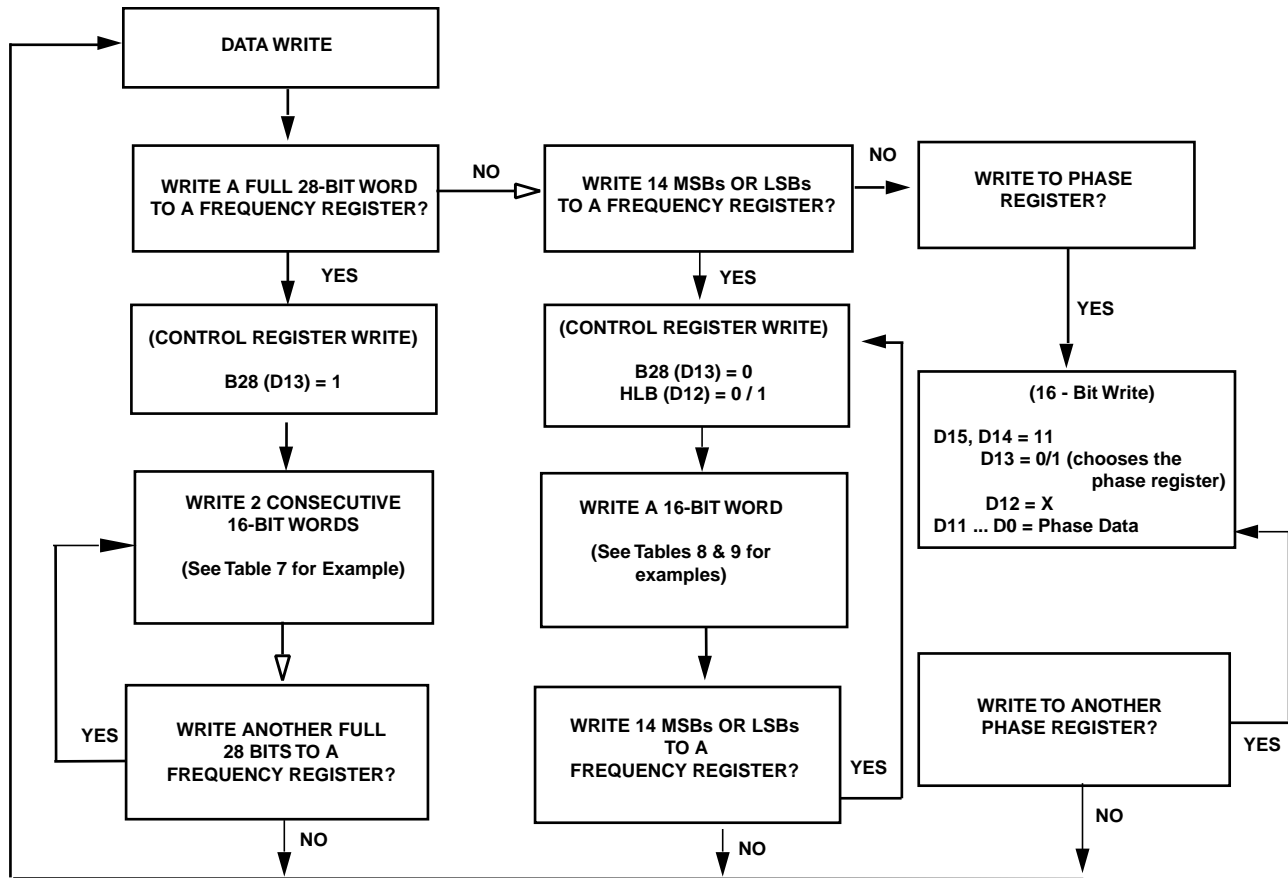 DATA WRITE
WRITE A FULL 28-BIT WORD
TO A FREQUENCY REGISTER?
NO
WRITE 14 MSBs OR LSBs
TO A FREQUENCY REGISTER?
NO
WRITE TO PHASE
REGISTER?
YES
YES
YES
(CONTROL REGISTER WRITE)
B28 (D13) = 1
(CONTROL REGISTER WRITE)
B28 (D13) = 0
HLB (D12) = 0 / 1
(16 - Bit Write)
D15, D14 = 11
D13 = 0/1 (chooses the
phase register)
D12 = X
D11 ... D0 = Phase Data
WRITE 2 CONSECUTIVE
16-BIT WORDS
(See Table 7 for Example)
WRITE A 16-BIT WORD
(See Tables 8 & 9 for
examples)
WRITE ANOTHER FULL
28 BITS TO A
FREQUENCY REGISTER?
YES
WRITE 14 MSBs OR LSBs
TO A
FREQUENCY REGISTER?
YES
WRITE TO ANOTHER
PHASE REGISTER?
YES
NO
NO
NO